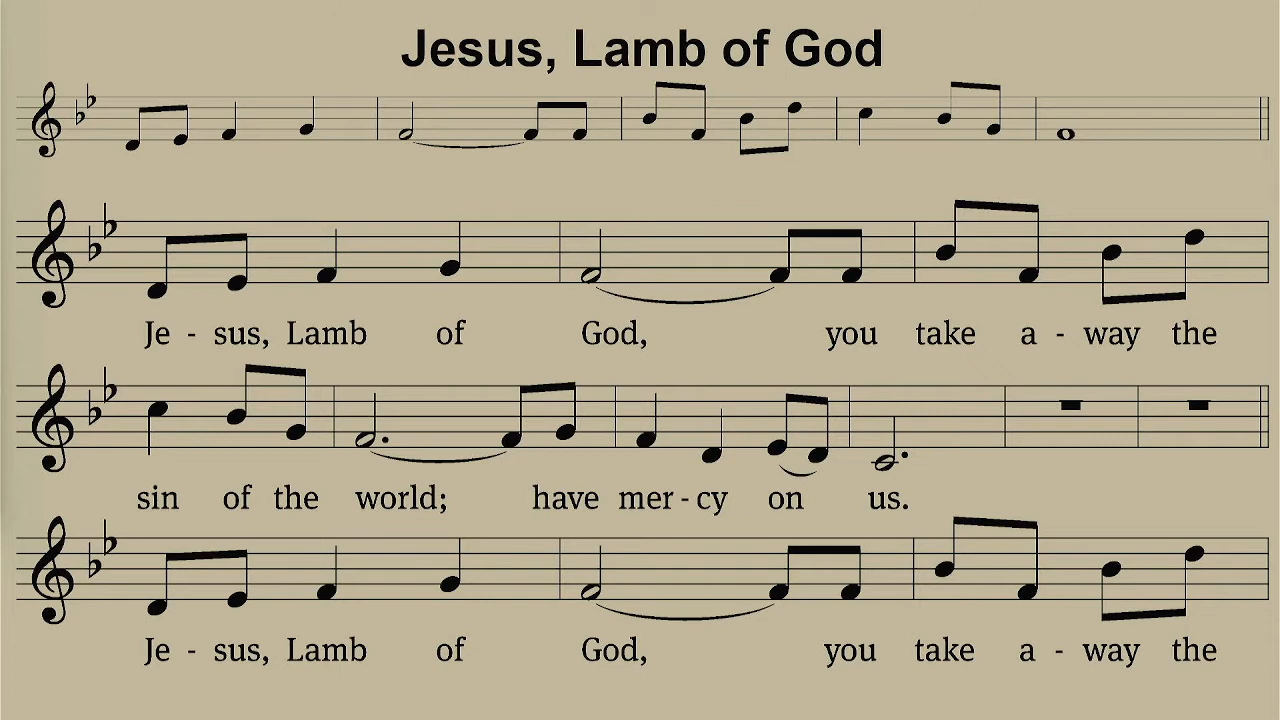 Jesus, Lamb of God
Je - sus, Lamb of God, you take a - way the
sin of the world; have mer - cy on us.
Je - sus, Lamb of God, you take a - way the